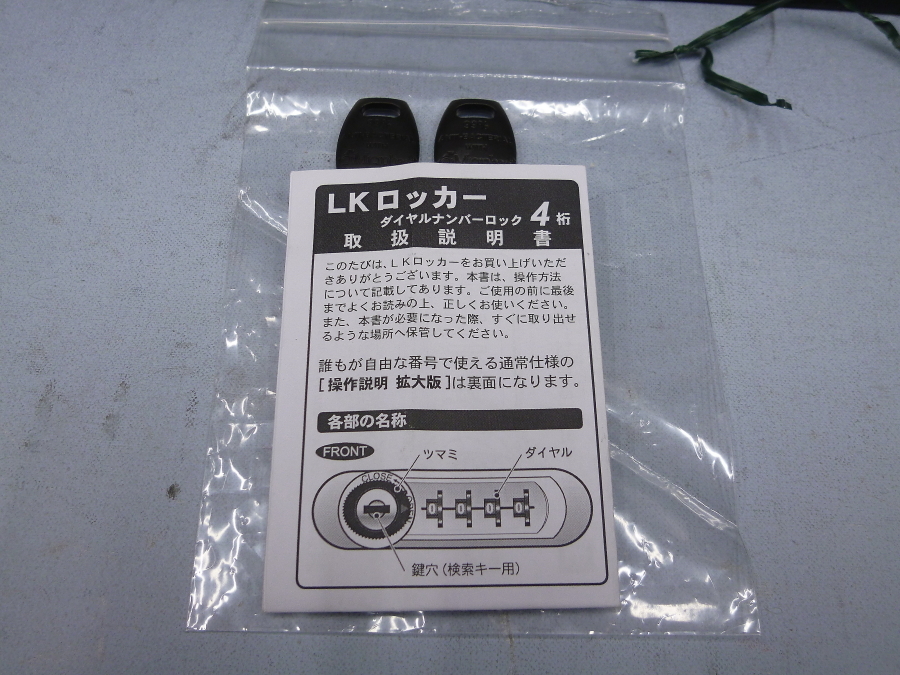 LKロッカー
ダイヤルナンバーロック 4桁
取扱説明書
このたびは、LKロッカーをお買い上げいただ
きありがとうございます。本書は、操作方法
について記載してあります。ご使用の前に最後
までよくお読みの上、正しくお使いください。
また、本書が必要になった際、すぐに取り出せ
るような場所へ保管してください。
誰もが自由な番号で使える通常仕様の
[操作説明 拡大版]は裏面になります。
各部の名称
FRONT
ツマミ
ダイヤル
CLOSE
0 0 0 0
鍵穴(検索キー用)